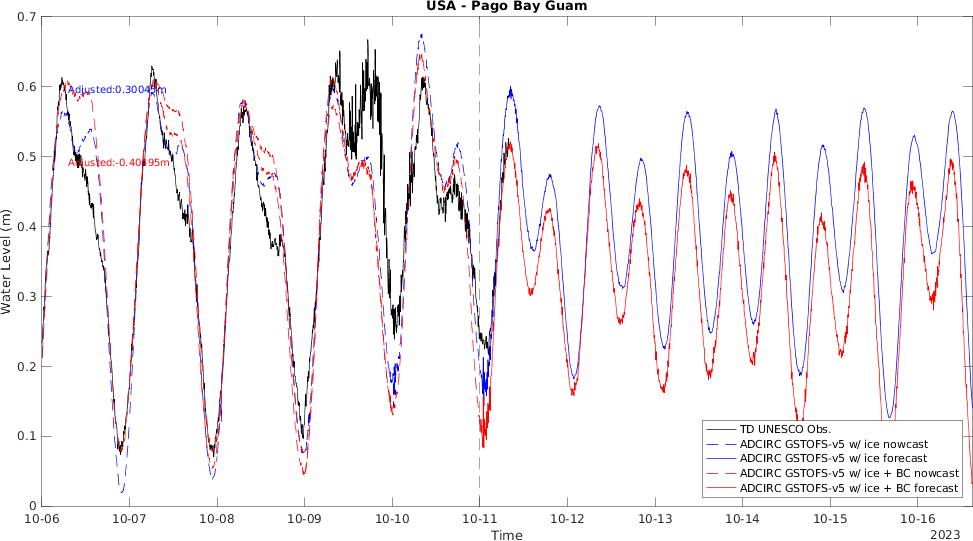 USA - Pago Bay Guam
0.7
0.6
0.5
0.4
0.3
0.2
0.1
0
Water Level (m)
Adjusted:0.30045m
Adjusted:-0.40195m
TD UNESCO Obs.
ADCIRC GSTOFS-v5 w/ ice nowcast
ADCIRC GSTOFS-v5 w/ ice forecast
ADCIRC GSTOFS-v5 w/ ice + BC nowcast
ADCIRC GSTOFS-v5 w/ ice + BC forecast
10-06 10-07 10-08 10-09 10-10 10-11 10-12 10-13 10-14 10-15 10-16
Time
2023